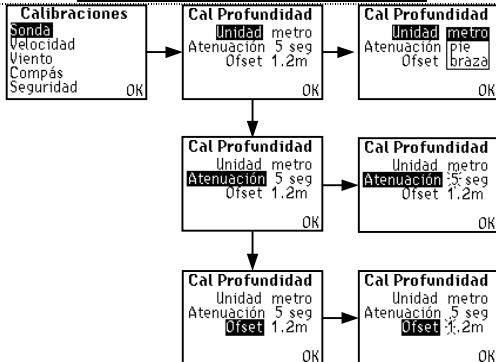 Calibraciones
Sonda
Velocidad
Viento
Compás
Seguridad
OK
Cal Profundidad
Unidad metro
Atenuación 5 seg
Ofset 1.2m
OK
Cal Profundidad
Unidad metro
Atenuación pie
Ofset braza
OK
Cal Profundidad
Unidad metro
Atenuación 5 seg
Ofset 1.2m
OK
Cal Profundidad
Unidad metro
Atenuación 5 seg
Ofset 1.2m
OK
Cal Profundidad
Unidad metro
Atenuación 5 seg
Ofset 1.2m
OK
Cal Profundidad
Unidad metro
Atenuación 5 seg
Ofset 1.2m
OK